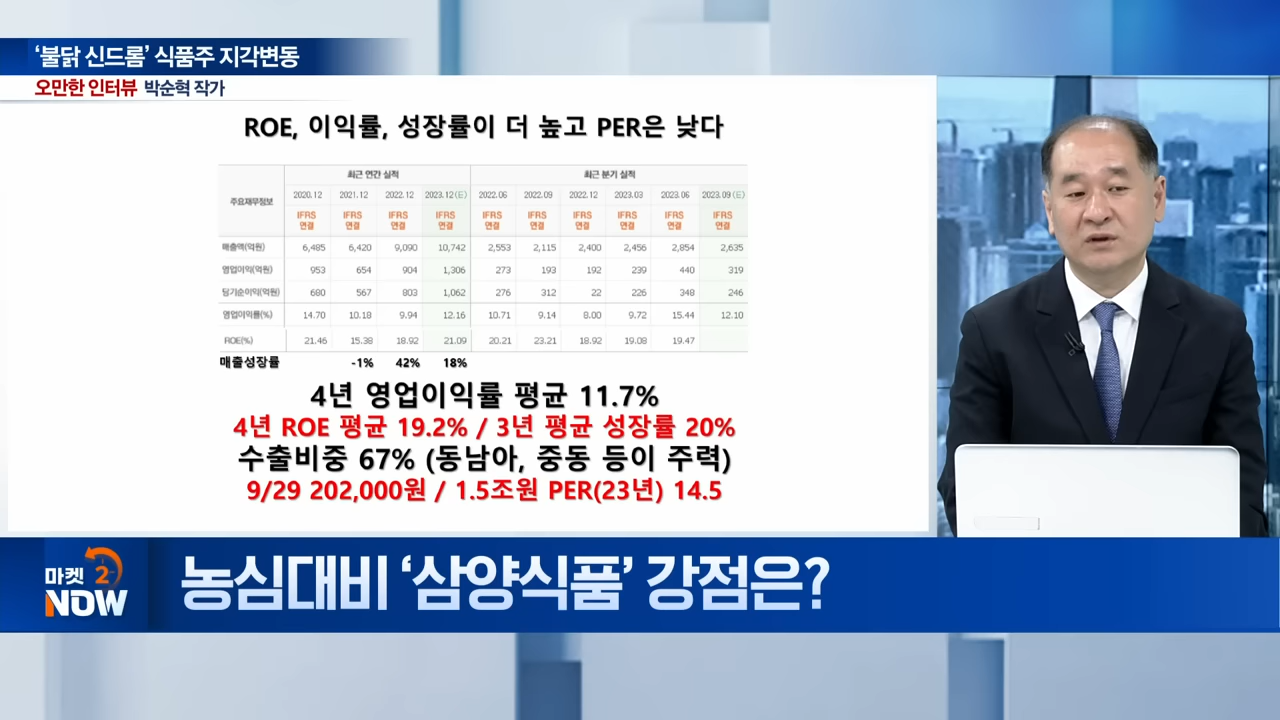 ‘불닭 신드롬’ 식품주 지각변동
오만한 인터뷰 박순혁 작가
ROE, 이익률, 성장률이 더 높고 PER은 낮다
주요재무정보 최근 연간 실적 최근 분기 실적
2020.12 2021.12 2022.12 2023.12(E) 2022.06 2022.09 2022.12 2023.03 2023.06 2023.09(E)
IFRS IFRS IFRS IFRS IFRS IFRS IFRS IFRS IFRS IFRS
연결 연결 연결 연결 연결 연결 연결 연결 연결 연결
매출액(억원) 6,485 6,420 9,090 10,742 2,553 2,115 2,400 2,456 2,854 2,635
영업이익(억원) 953 654 904 1,306 273 193 192 239 440 319
당기순이익(억원) 680 567 803 1,062 276 312 22 226 348 246
영업이익률(%) 14.70 10.18 9.94 12.16 10.71 9.14 8.00 9.72 15.44 12.10
ROE(%) 21.46 15.38 18.92 21.09 20.21 23.21 18.92 19.08 19.47
매출성장률 -1% 42% 18%
4년 영업이익률 평균 11.7%
4년 ROE 평균 19.2% / 3년 평균 성장률 20%
수출비중 67% (동남아, 중동 등이 주력)
9/29 202,000원 / 1.5조원 PER(23년) 14.5
마켓 2
NOW
농심대비 ‘삼양식품’ 강점은?